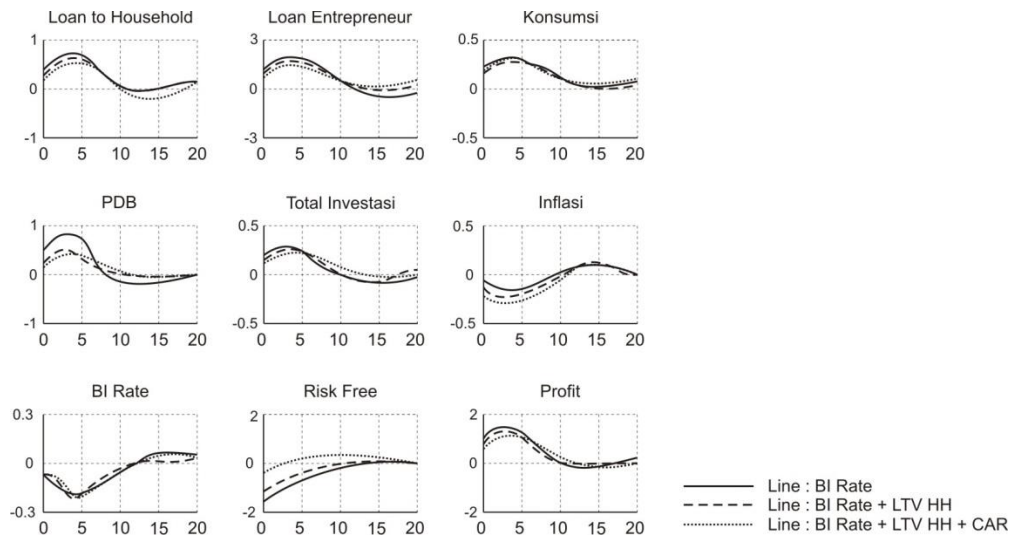 Loan to Household Loan Entrepreneur Konsumsi
1 3 0.5
0 0 0
-1 -3 -0.5
0 5 10 15 20 0 5 10 15 20 0 5 10 15 20
PDB Total Investasi Inflasi
1 0.5 0.5
0 0 0
-1 -0.5 -0.5
0 5 10 15 20 0 5 10 15 20 0 5 10 15 20
BI Rate Risk Free Profit
0.3 2 2
0 0 0
-0.3 -2 -2
0 5 10 15 20 0 5 10 15 20 0 5 10 15 20
Line : BI Rate
Line : BI Rate + LTV HH
Line : BI Rate + LTV HH + CAR